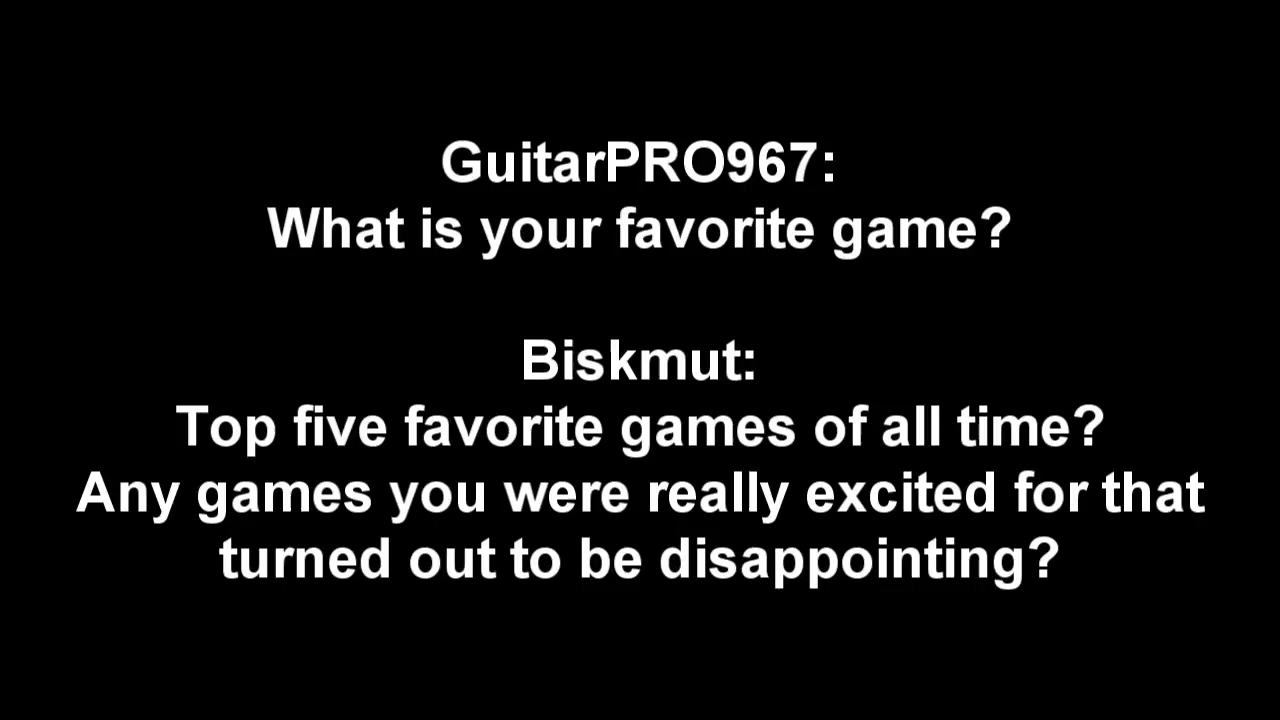 GuitarPRO967:
What is your favorite game?
Biskmut:
Top five favorite games of all time?
Any games you were really excited for that
turned out to be disappointing?